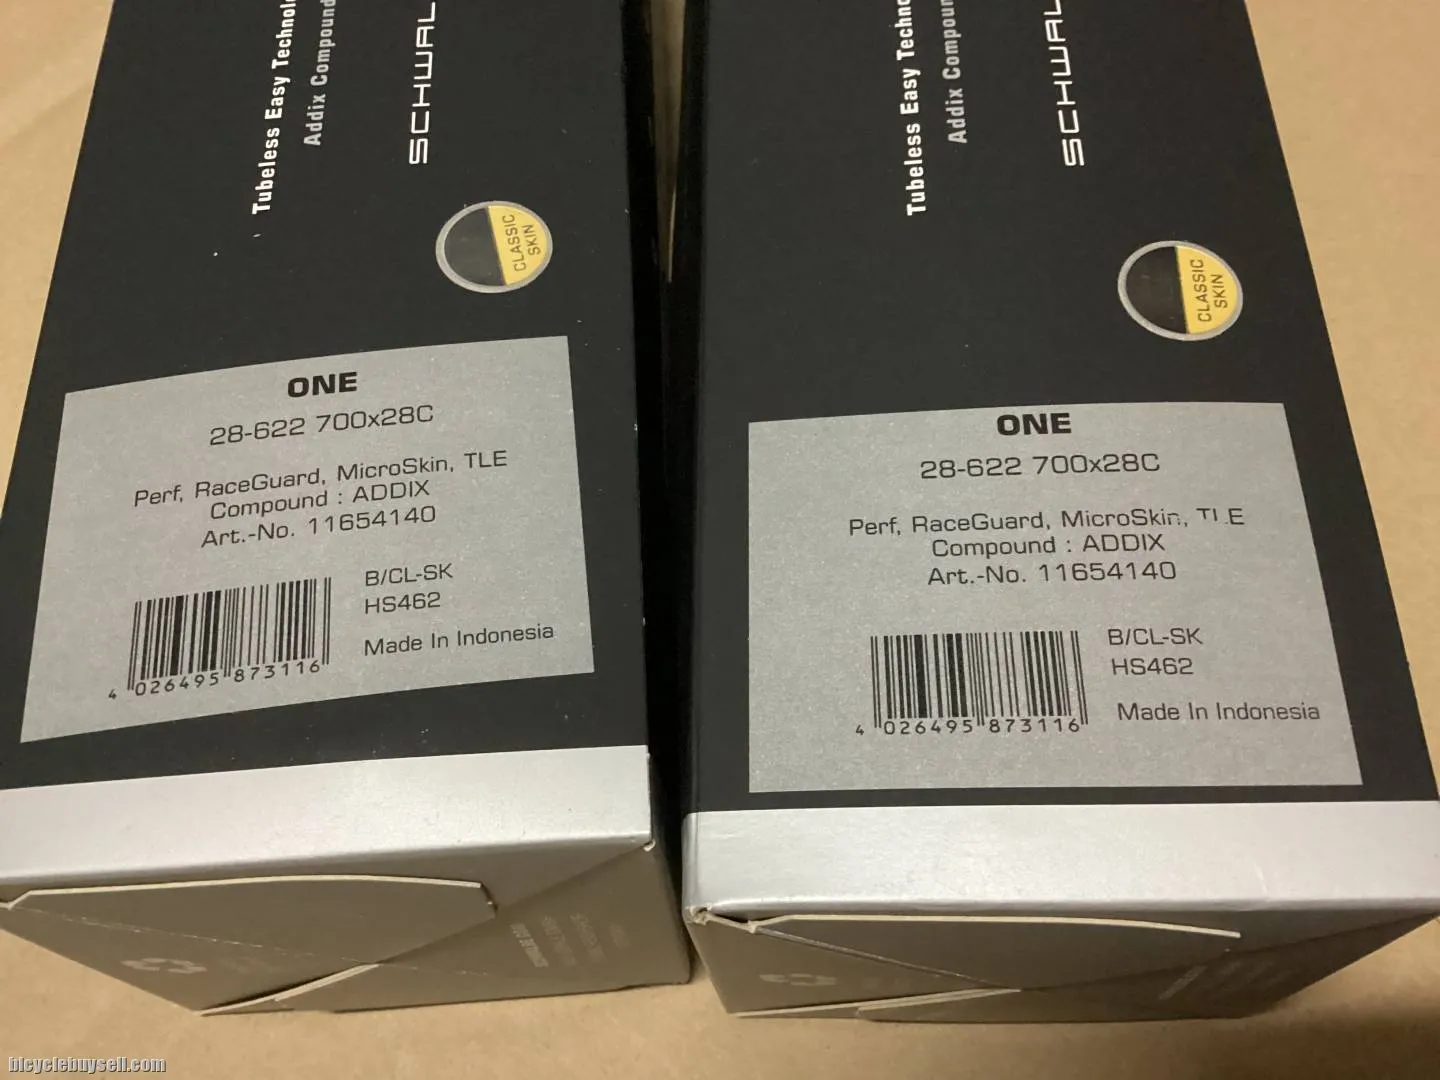 Tubeless Easy
Addix Compound
SCHWAL
CLASSIC
SKIN
ONE
28-622 700x28C
Perf, RaceGuard, MicroSkin, TLE
Compound : ADDIX
Art.-No. 11654140
B/CL-SK
HS462
Made In Indonesia
4 026495 873116
Tubeless Easy
Addix
SCHWAL
CLASSIC
SKIN
ONE
28-622 700x28C
Perf, RaceGuard, MicroSkin, TLE
Compound : ADDIX
Art.-No. 11654140
B/CL-SK
HS462
Made In Indonesia
4 026495 873116
bicyclebuysell.com